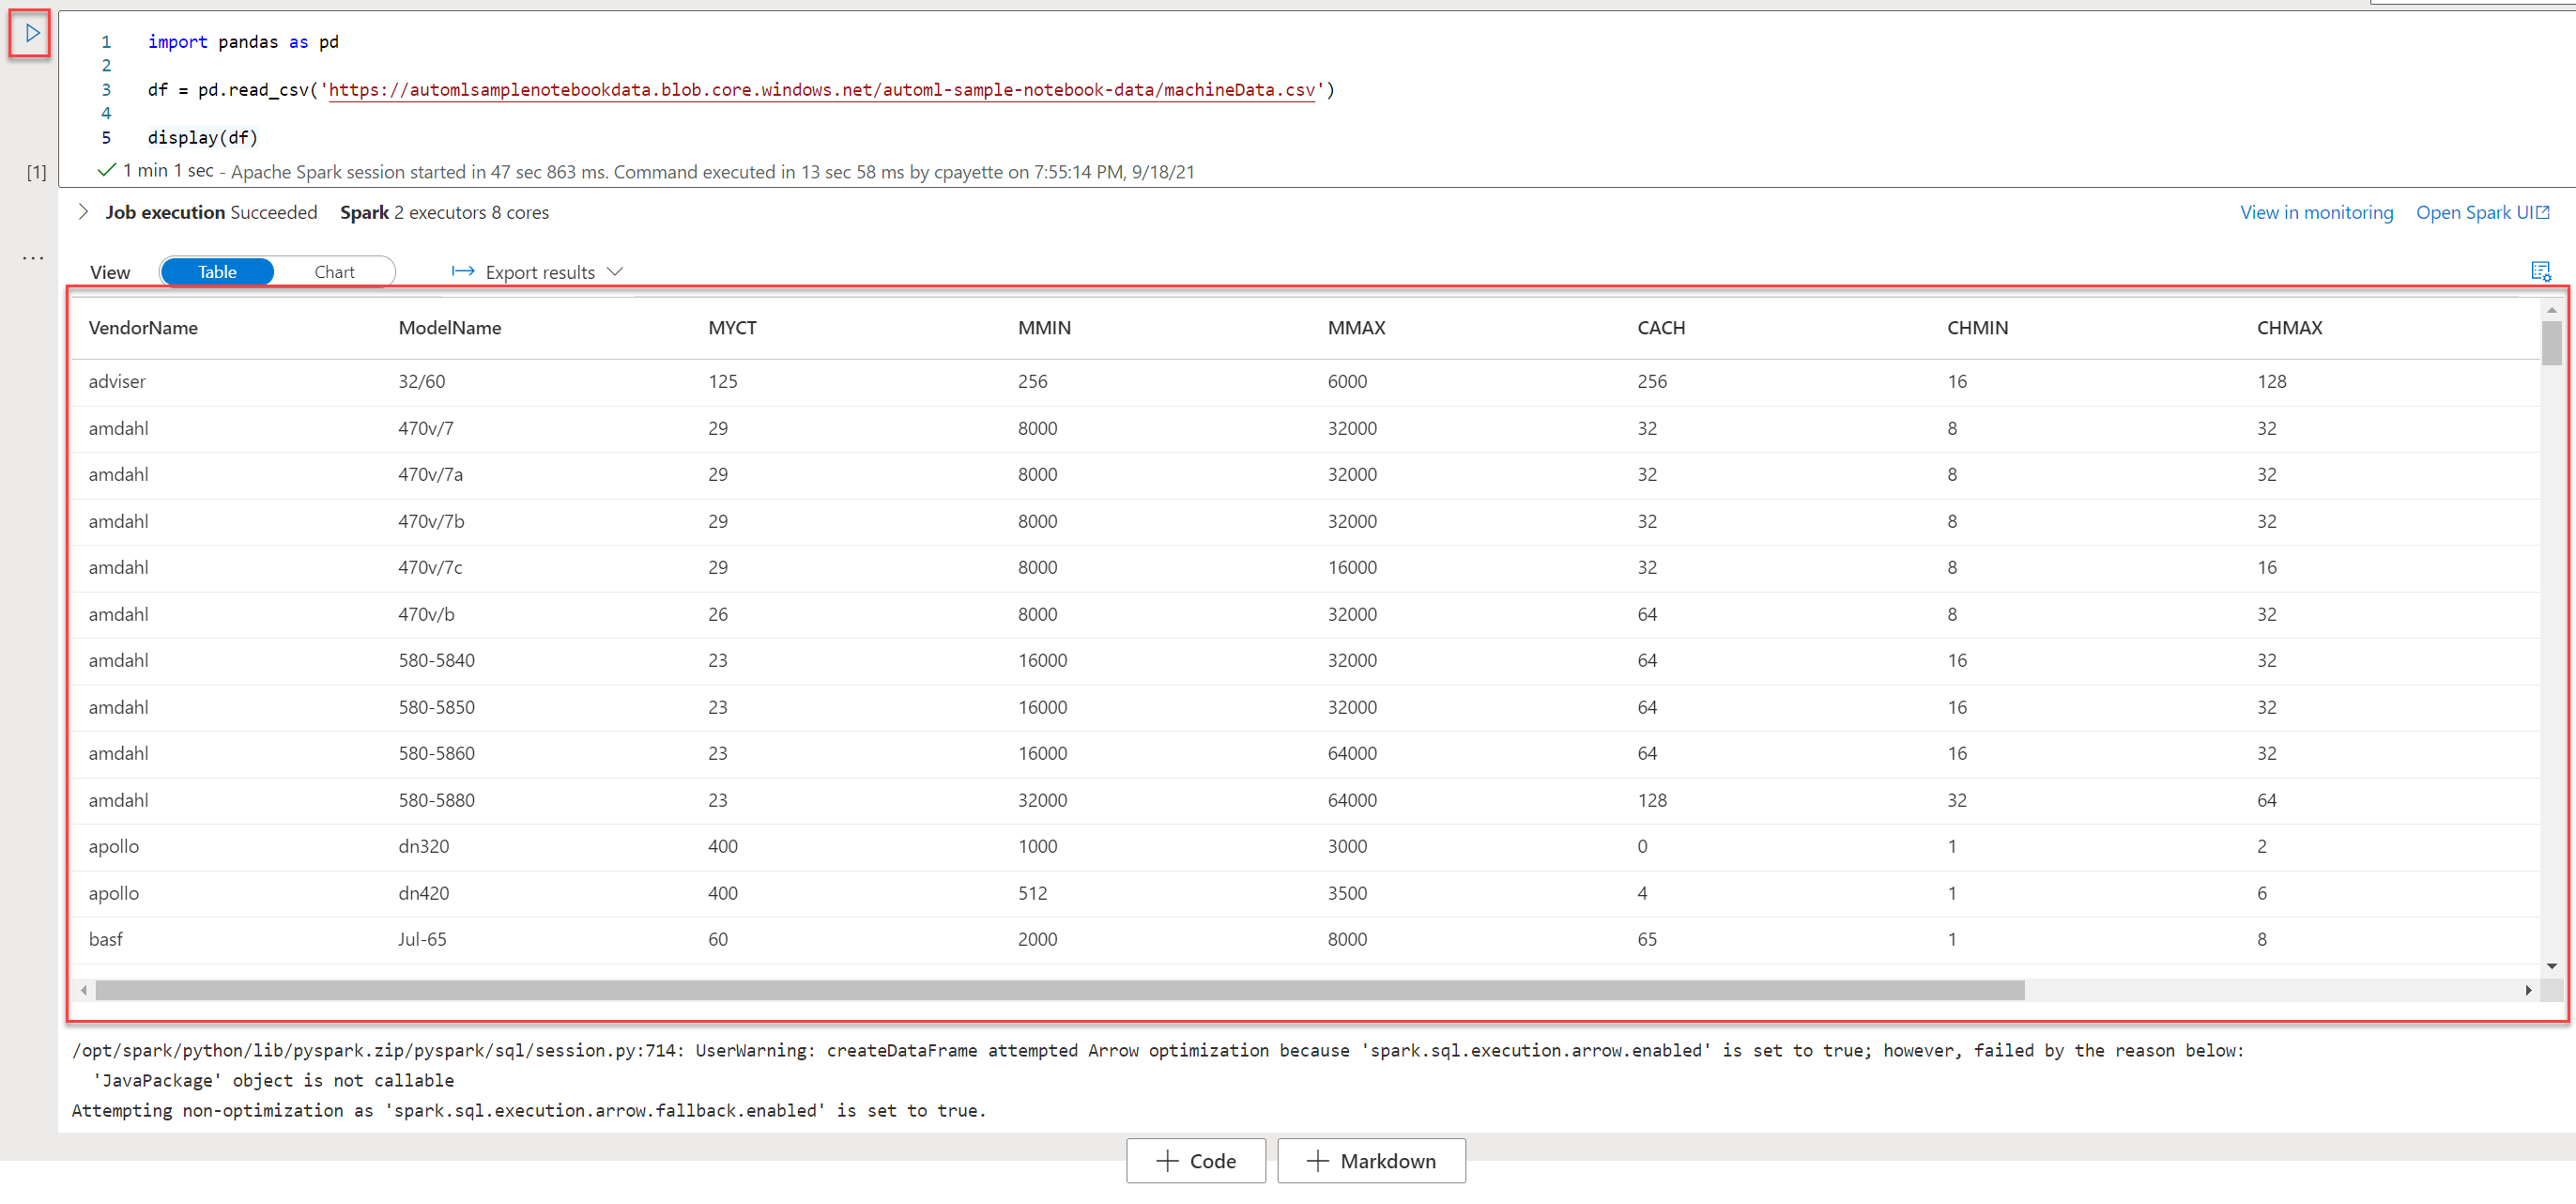 1 import pandas as pd
2
3 df = pd.read_csv('https://automlsamplenotebookdata.blob.core.windows.net/automl-sample-notebook-data/machineData.csv')
4
5 display(df)
[1] 1 min 1 sec - Apache Spark session started in 47 sec 863 ms. Command executed in 13 sec 58 ms by cpayette on 7:55:14 PM, 9/18/21
Job execution Succeeded Spark 2 executors 8 cores View in monitoring Open Spark UI
...
View Table Chart Export results
VendorName ModelName MYCT MMIN MMAX CACH CHMIN CHMAX
adviser 32/60 125 256 6000 256 16 128
amdahl 470v/7 29 8000 32000 32 8 32
amdahl 470v/7a 29 8000 32000 32 8 32
amdahl 470v/7b 29 8000 32000 32 8 32
amdahl 470v/7c 29 8000 16000 32 8 16
amdahl 470v/b 26 8000 32000 64 8 32
amdahl 580-5840 23 16000 32000 64 16 32
amdahl 580-5850 23 16000 32000 64 16 32
amdahl 580-5860 23 16000 64000 64 16 32
amdahl 580-5880 23 32000 64000 128 32 64
apollo dn320 400 1000 3000 0 1 2
apollo dn420 400 512 3500 4 1 6
basf Jul-65 60 2000 8000 65 1 8
/opt/spark/python/lib/pyspark.zip/pyspark/sql/session.py:714: UserWarning: createDataFrame attempted Arrow optimization because 'spark.sql.execution.arrow.enabled' is set to true; however, failed by the reason below:
'JavaPackage' object is not callable
Attempting non-optimization as 'spark.sql.execution.arrow.fallback.enabled' is set to true.
+ Code + Markdown